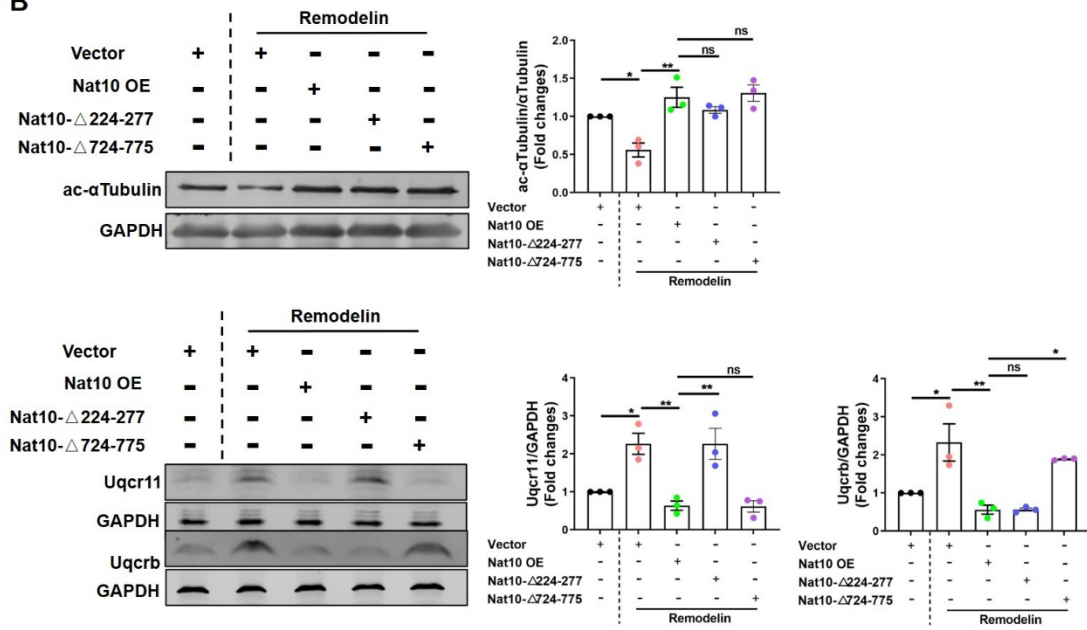 B
Remodelin
Vector + + - - -
Nat10 OE - - + - -
Nat10-△224-277 - - - + -
Nat10-△724-775 - - - - +
ac-αTubulin
GAPDH
ac-αTubulin/αTubulin
(Fold changes)
2.0
1.5
1.0
0.5
0.0
* ** ns ns
Vector + + - - -
Nat10 OE - - + - -
Nat10-△224-277 - - - + -
Nat10-△724-775 - - - - +
Remodelin
Remodelin
Vector + + - - -
Nat10 OE - - + - -
Nat10-△224-277 - - - + -
Nat10-△724-775 - - - - +
Uqcr11
GAPDH
Uqcrb
GAPDH
Uqcr11/GAPDH
(Fold changes)
4
3
2
1
0
* ** ** ns
Vector + + - - -
Nat10 OE - - + - -
Nat10-△224-277 - - - + -
Nat10-△724-775 - - - - +
Remodelin
Uqcrb/GAPDH
(Fold changes)
4
3
2
1
0
* ** ns *
Vector + + - - -
Nat10 OE - - + - -
Nat10-△224-277 - - - + -
Nat10-△724-775 - - - - +
Remodelin